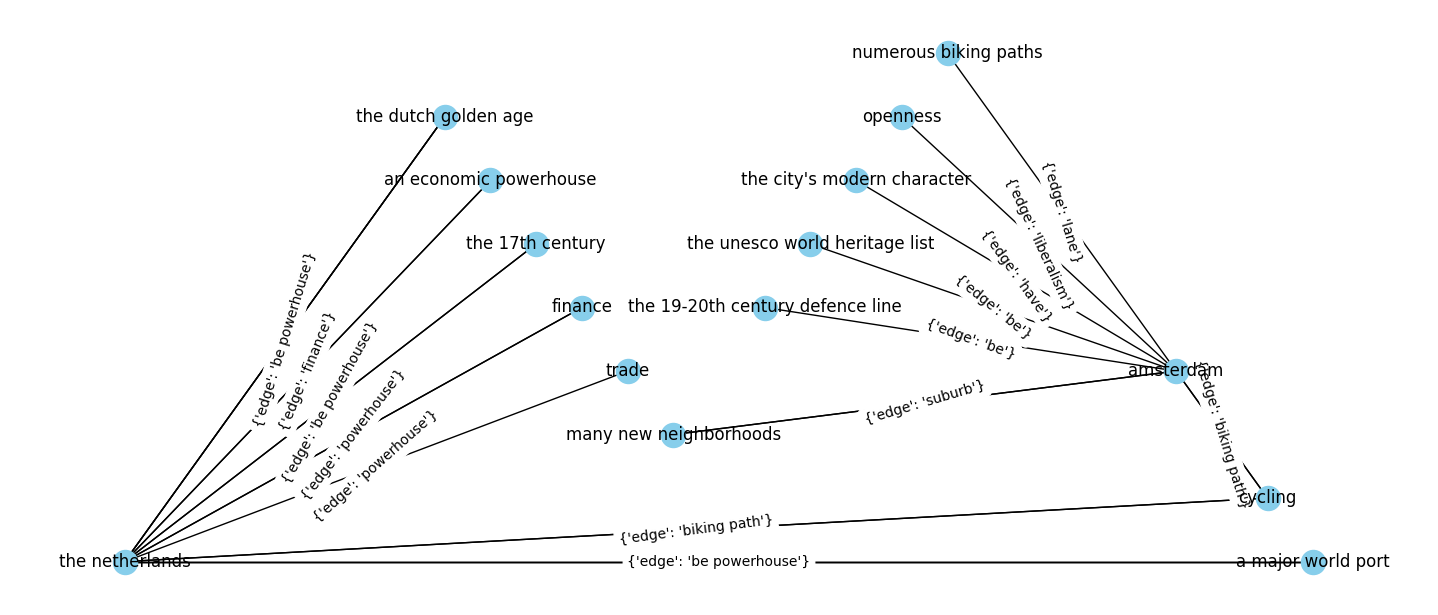 numerous biking paths
the dutch golden age
openness
an economic powerhouse
the city's modern character
the 17th century
the unesco world heritage list
finance
the 19-20th century defence line
trade
amsterdam
many new neighborhoods
cycling
the netherlands
a major world port
{'edge': 'be powerhouse'}
{'edge': 'finance'}
{'edge': 'be powerhouse'}
{'edge': 'powerhouse'}
{'edge': 'powerhouse'}
{'edge': 'biking path'}
{'edge': 'be powerhouse'}
{'edge': 'lane'}
{'edge': 'liberalism'}
{'edge': 'have'}
{'edge': 'be'}
{'edge': 'be'}
{'edge': 'suburb'}
{'edge': 'biking path'}